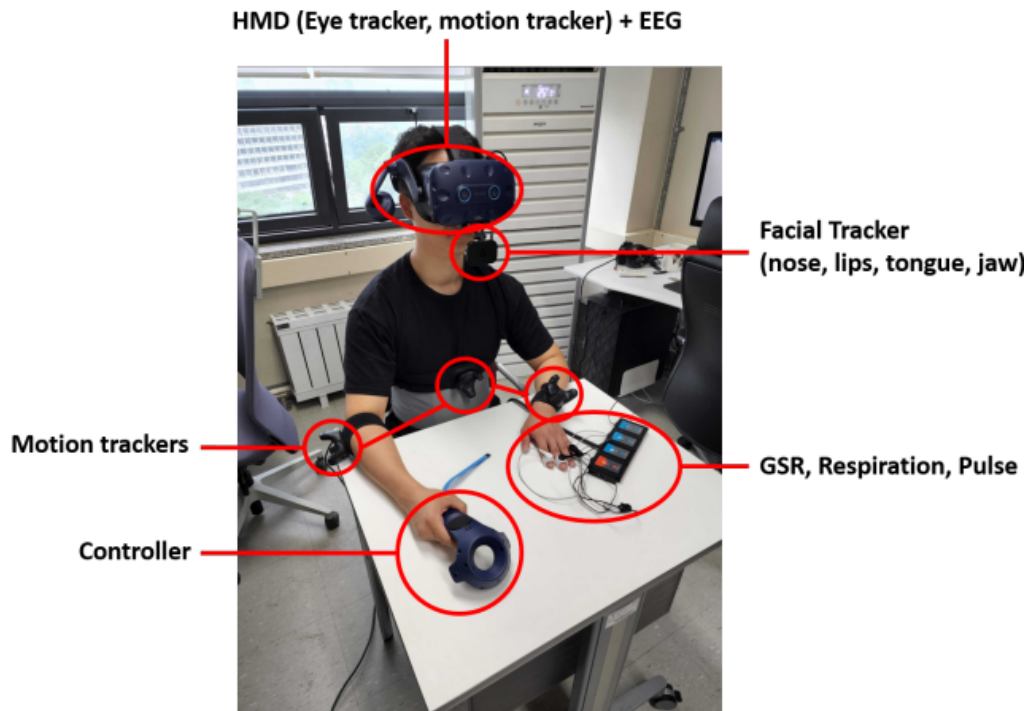 HMD (Eye tracker, motion tracker) + EEG
Facial Tracker
(nose, lips, tongue, jaw)
Motion trackers
GSR, Respiration, Pulse
Controller